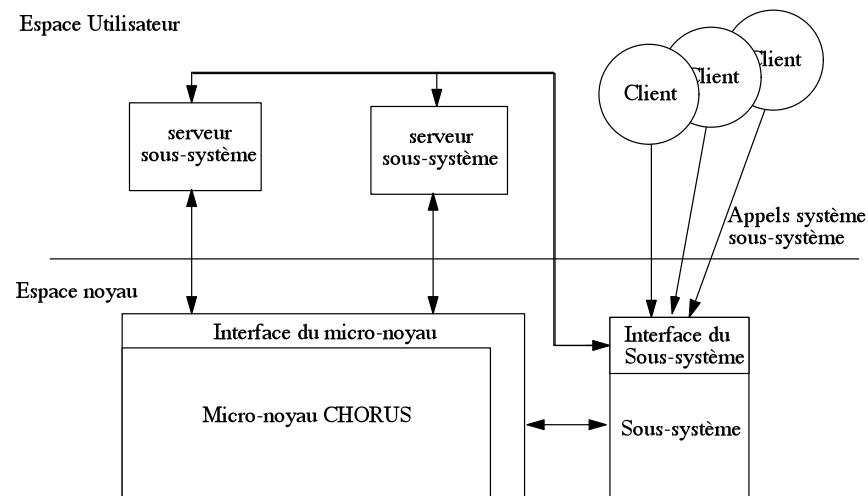 Espace Utilisateur
Client
Client
Client
serveur
sous-système
serveur
sous-système
Appels système
sous-système
Espace noyau
Interface du micro-noyau
Interface du
Sous-système
Micro-noyau CHORUS
Sous-système